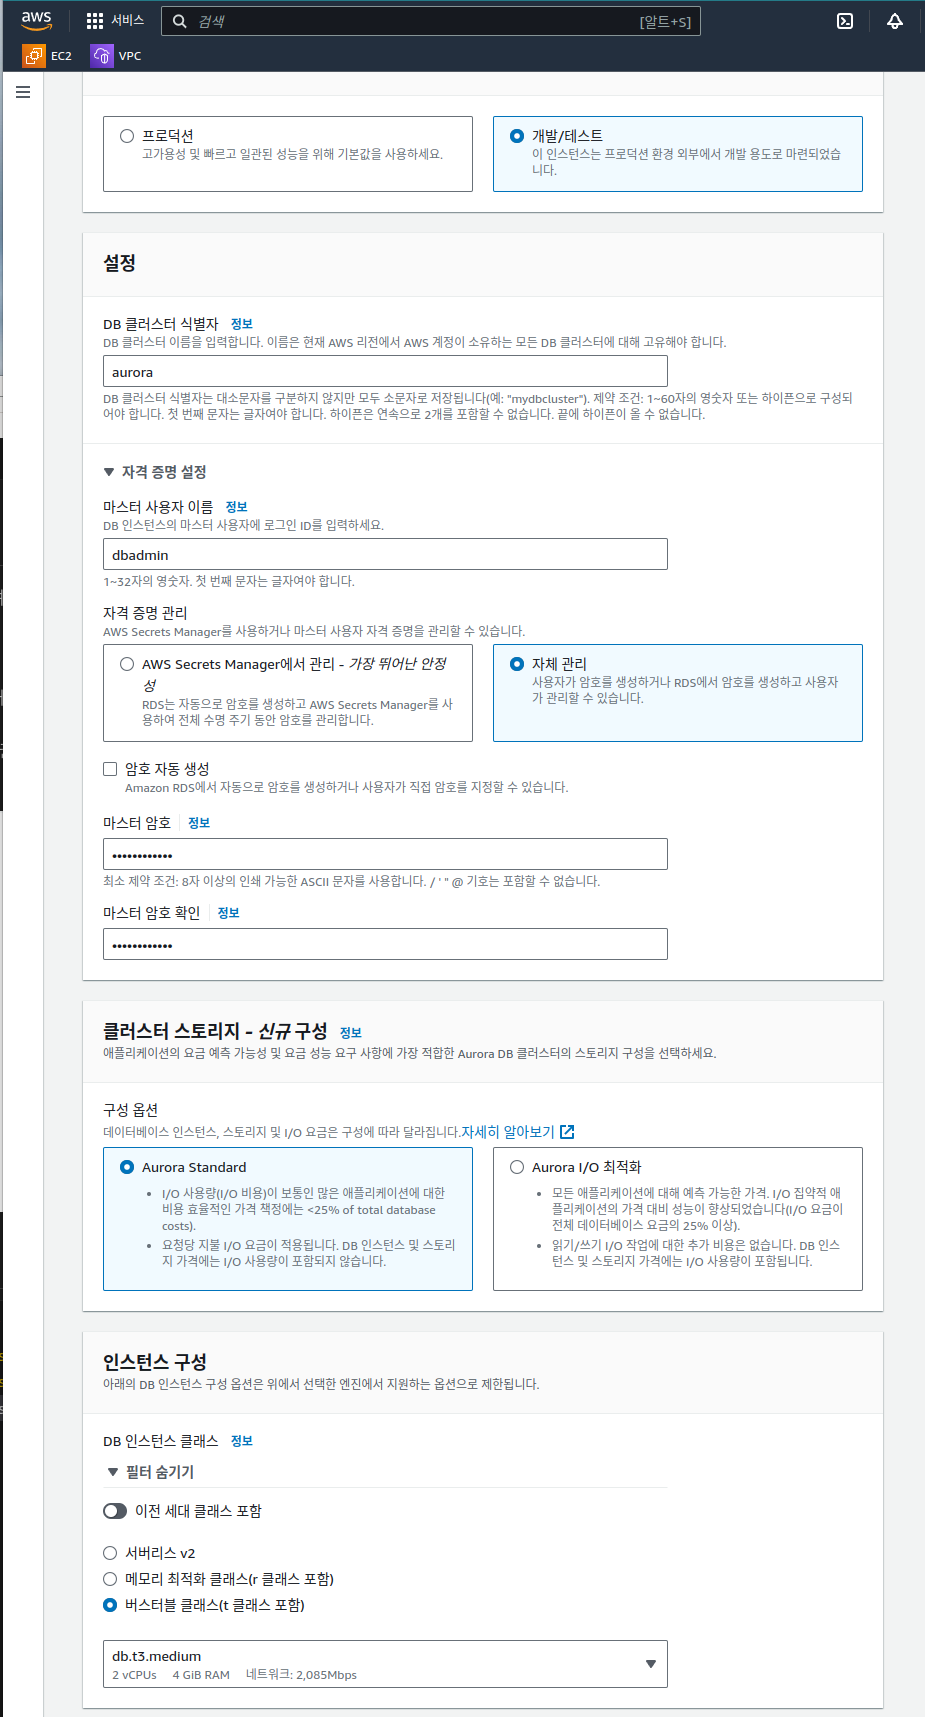 aws
서비스
검색
[알트+S]
EC2
VPC
프로덕션
고가용성 및 빠르고 일관된 성능을 위해 기본값을 사용하세요.
개발/테스트
이 인스턴스는 프로덕션 환경 외부에서 개발 용도로 마련되었습
니다.
설정
DB 클러스터 식별자 정보
DB 클러스터 이름을 입력합니다. 이름은 현재 AWS 리전에서 AWS 계정이 소유하는 모든 DB 클러스터에 대해 고유해야 합니다.
aurora
DB 클러스터 식별자는 대소문자를 구분하지 않지만 모두 소문자로 저장됩니다(예: "mydbcluster"). 제약 조건: 1~60자의 영숫자 또는 하이픈으로 구성되
어야 합니다. 첫 번째 문자는 글자여야 합니다. 하이픈은 연속으로 2개를 포함할 수 없습니다. 끝에 하이픈이 올 수 없습니다.
▼ 자격 증명 설정
마스터 사용자 이름 정보
DB 인스턴스의 마스터 사용자에 로그인 ID를 입력하세요.
dbadmin
1~32자의 영숫자. 첫 번째 문자는 글자여야 합니다.
자격 증명 관리
AWS Secrets Manager를 사용하거나 마스터 사용자 자격 증명을 관리할 수 있습니다.
AWS Secrets Manager에서 관리 - 가장 뛰어난 안정
성
RDS는 자동으로 암호를 생성하고 AWS Secrets Manager를 사
용하여 전체 수명 주기 동안 암호를 관리합니다.
자체 관리
사용자가 암호를 생성하거나 RDS에서 암호를 생성하고 사용자
가 관리할 수 있습니다.
암호 자동 생성
Amazon RDS에서 자동으로 암호를 생성하거나 사용자가 직접 암호를 지정할 수 있습니다.
마스터 암호 정보
••••••••••••
최소 제약 조건: 8자 이상의 인쇄 가능한 ASCII 문자를 사용합니다. / ' " @ 기호는 포함할 수 없습니다.
마스터 암호 확인 정보
••••••••••••
클러스터 스토리지 - 신규 구성 정보
애플리케이션의 요금 예측 가능성 및 요금 성능 요구 사항에 가장 적합한 Aurora DB 클러스터의 스토리지 구성을 선택하세요.
구성 옵션
데이터베이스 인스턴스, 스토리지 및 I/O 요금은 구성에 따라 달라집니다.자세히 알아보기
Aurora Standard
• I/O 사용량(I/O 비용)이 보통인 많은 애플리케이션에 대한
비용 효율적인 가격 책정에는 <25% of total database
costs).
• 요청당 지불 I/O 요금이 적용됩니다. DB 인스턴스 및 스토리
지 가격에는 I/O 사용량이 포함되지 않습니다.
Aurora I/O 최적화
• 모든 애플리케이션에 대해 예측 가능한 가격. I/O 집약적 애
플리케이션의 가격 대비 성능이 향상되었습니다(I/O 요금이
전체 데이터베이스 요금의 25% 이상).
• 읽기/쓰기 I/O 작업에 대한 추가 비용은 없습니다. DB 인스
턴스 및 스토리지 가격에는 I/O 사용량이 포함됩니다.
인스턴스 구성
아래의 DB 인스턴스 구성 옵션은 위에서 선택한 엔진에서 지원하는 옵션으로 제한됩니다.
DB 인스턴스 클래스 정보
▼ 필터 숨기기
이전 세대 클래스 포함
서버리스 v2
메모리 최적화 클래스(r 클래스 포함)
버스터블 클래스(t 클래스 포함)
db.t3.medium
2 vCPUs 4 GiB RAM 네트워크: 2,085Mbps